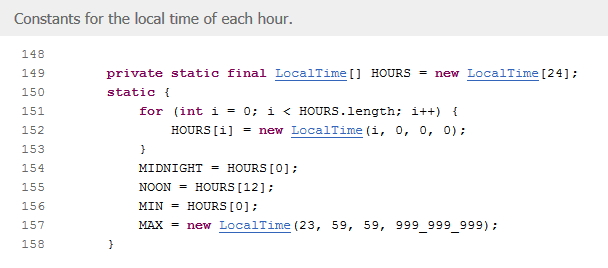 Constants for the local time of each hour.
148
149 private static final LocalTime[] HOURS = new LocalTime[24];
150 static {
151 for (int i = 0; i < HOURS.length; i++) {
152 HOURS[i] = new LocalTime(i, 0, 0, 0);
153 }
154 MIDNIGHT = HOURS[0];
155 NOON = HOURS[12];
156 MIN = HOURS[0];
157 MAX = new LocalTime(23, 59, 59, 999_999_999);
158 }